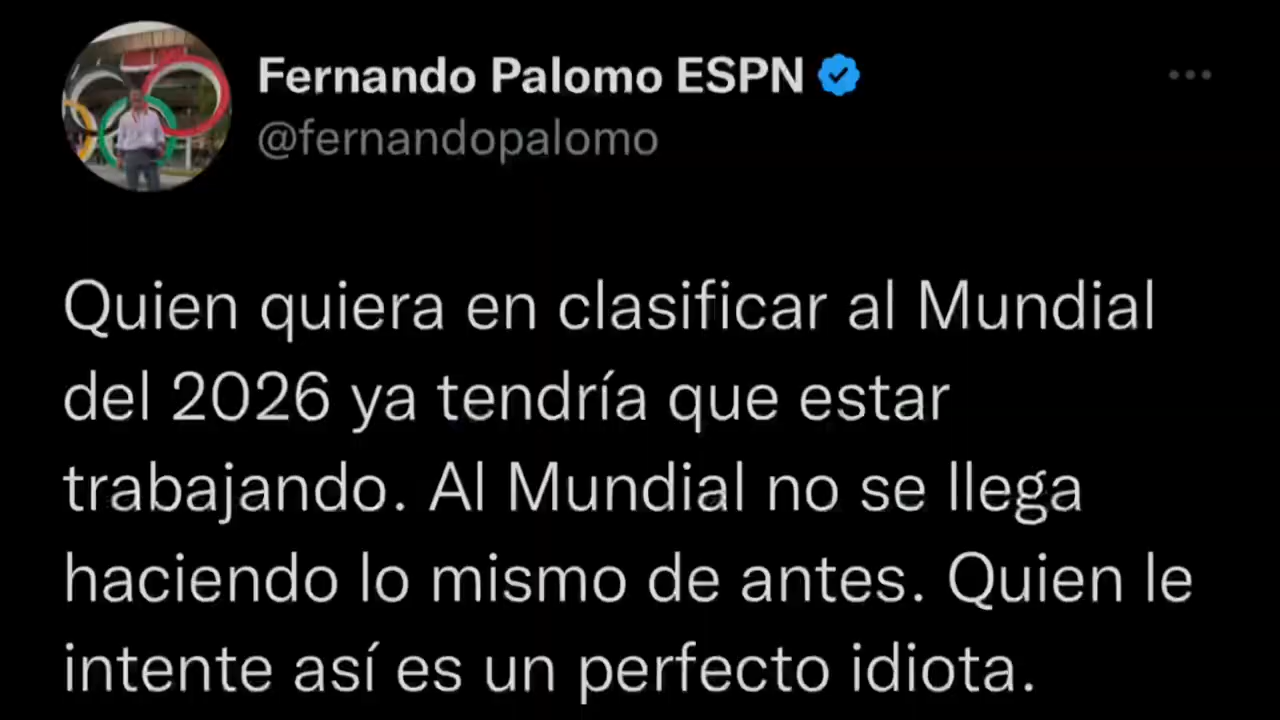 Fernando Palomo ESPN
@fernandopalomo
Quien quiera en clasificar al Mundial
del 2026 ya tendría que estar
trabajando. Al Mundial no se llega
haciendo lo mismo de antes. Quien le
intente así es un perfecto idiota.